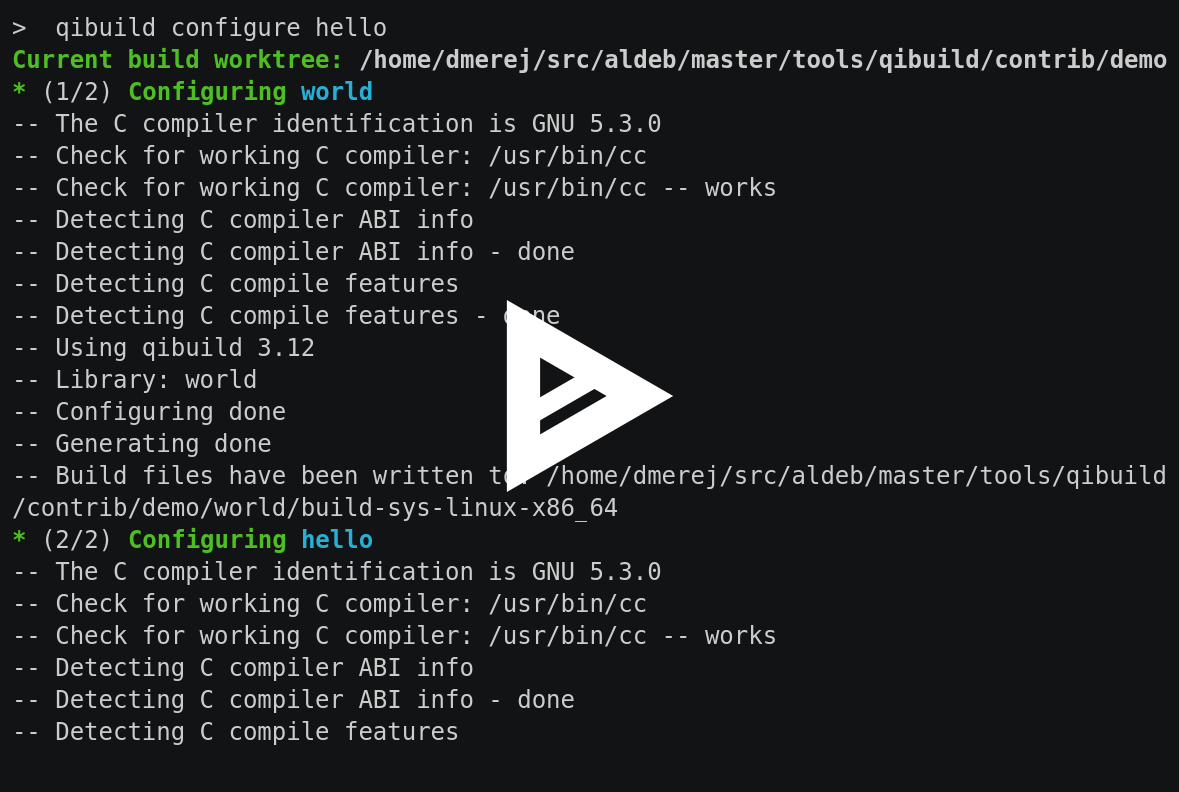 >  qibuild configure hello
Current build worktree: /home/dmerej/src/aldeb/master/tools/qibuild/contrib/demo
* (1/2) Configuring world
-- The C compiler identification is GNU 5.3.0
-- Check for working C compiler: /usr/bin/cc
-- Check for working C compiler: /usr/bin/cc -- works
-- Detecting C compiler ABI info
-- Detecting C compiler ABI info - done
-- Detecting C compile features
-- Detecting C compile features - done
-- Using qibuild 3.12
-- Library: world
-- Configuring done
-- Generating done
-- Build files have been written to: /home/dmerej/src/aldeb/master/tools/qibuild
/contrib/demo/world/build-sys-linux-x86_64
* (2/2) Configuring hello
-- The C compiler identification is GNU 5.3.0
-- Check for working C compiler: /usr/bin/cc
-- Check for working C compiler: /usr/bin/cc -- works
-- Detecting C compiler ABI info
-- Detecting C compiler ABI info - done
-- Detecting C compile features